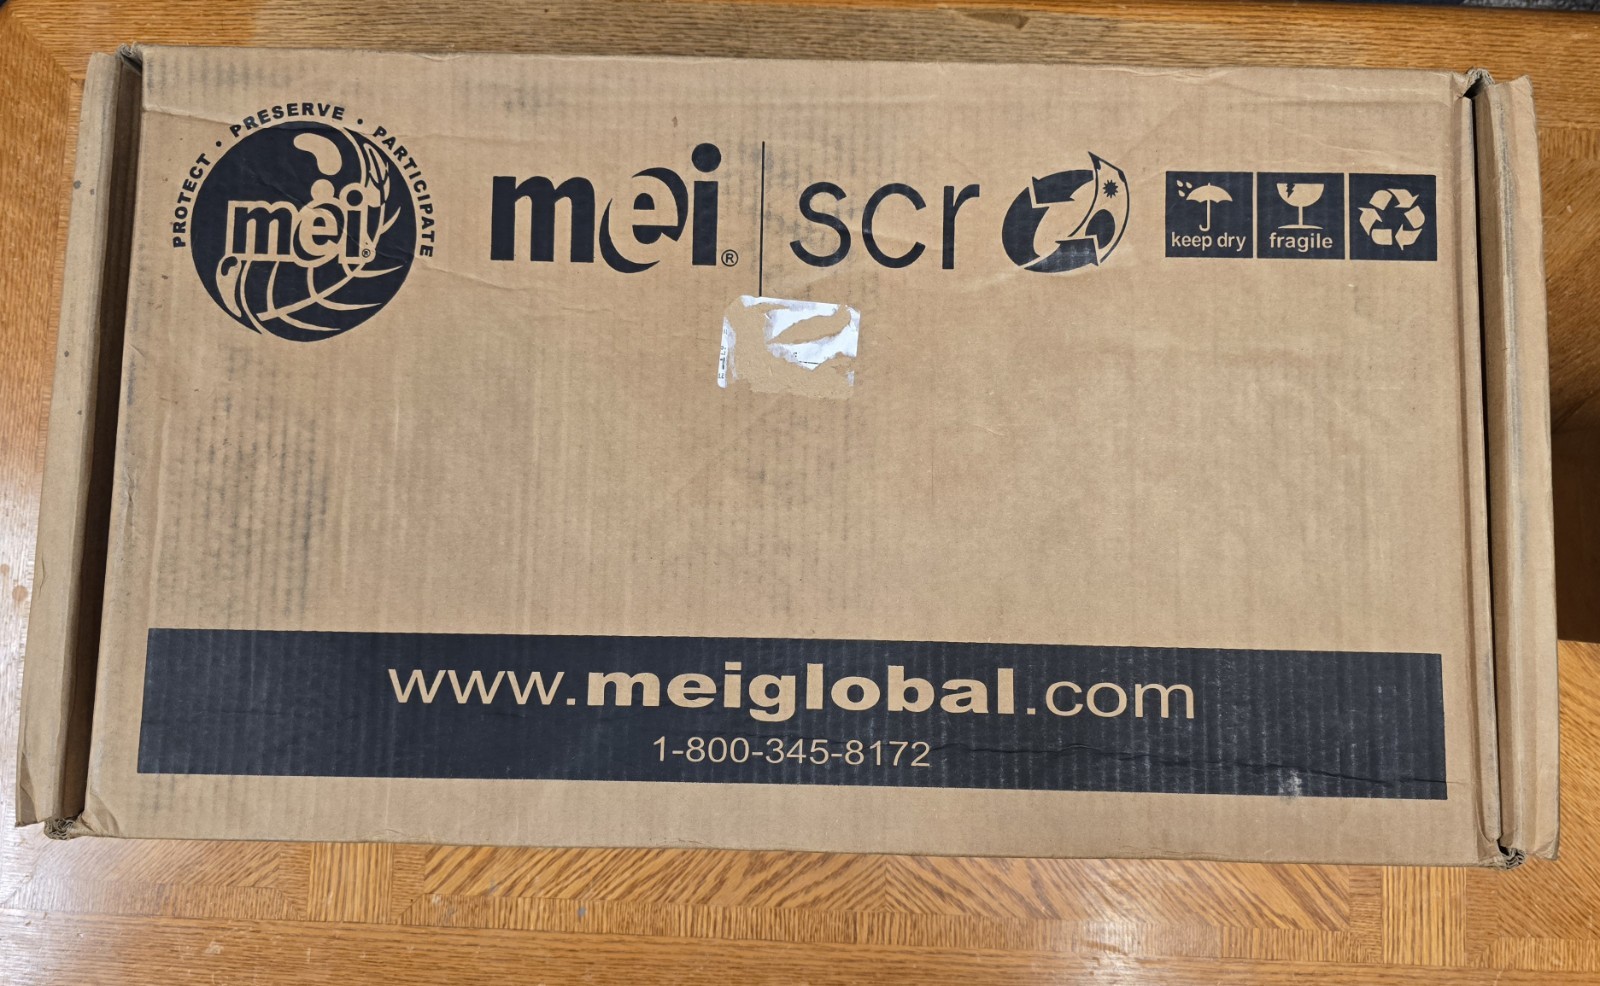 PROTECT • PRESERVE • PARTICIPATE
mei®
mei® | scr
keep dry
fragile
www.meiglobal.com
1-800-345-8172